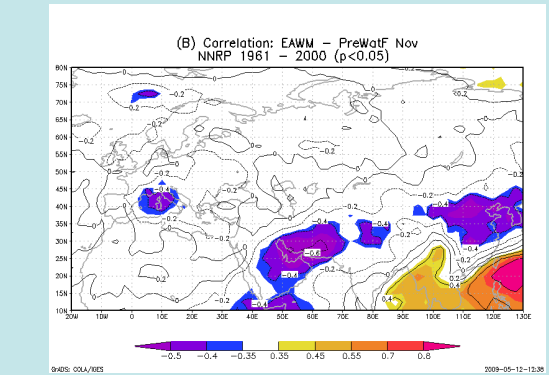 (B) Correlation: EAWM – PreWatF Nov
NNRP 1961 – 2000 (p<0.05)
80N
75N
70N
65N
60N
55N
50N
45N
40N
35N
30N
25N
20N
15N
10N
20W 10W 0 10E 20E 30E 40E 50E 60E 70E 80E 90E 100E 110E 120E 130E
-0.5 -0.4 -0.35 0.35 0.45 0.55 0.7 0.8
GrADS: COLA/IGES 2009-05-12-12:38